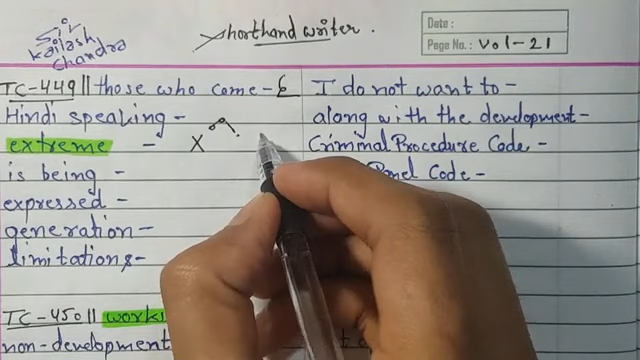 Sir
Kailash
Chandra
Shorthand writer.
Date :
Page No. : Vol-21
TC-449|| those who come-
Hindi speaking -
extreme - X
is being -
expressed -
generation -
limitations-
I do not want to -
along with the development-
Criminal Procedure Code -
Penal Code -
TC-450||
non-development